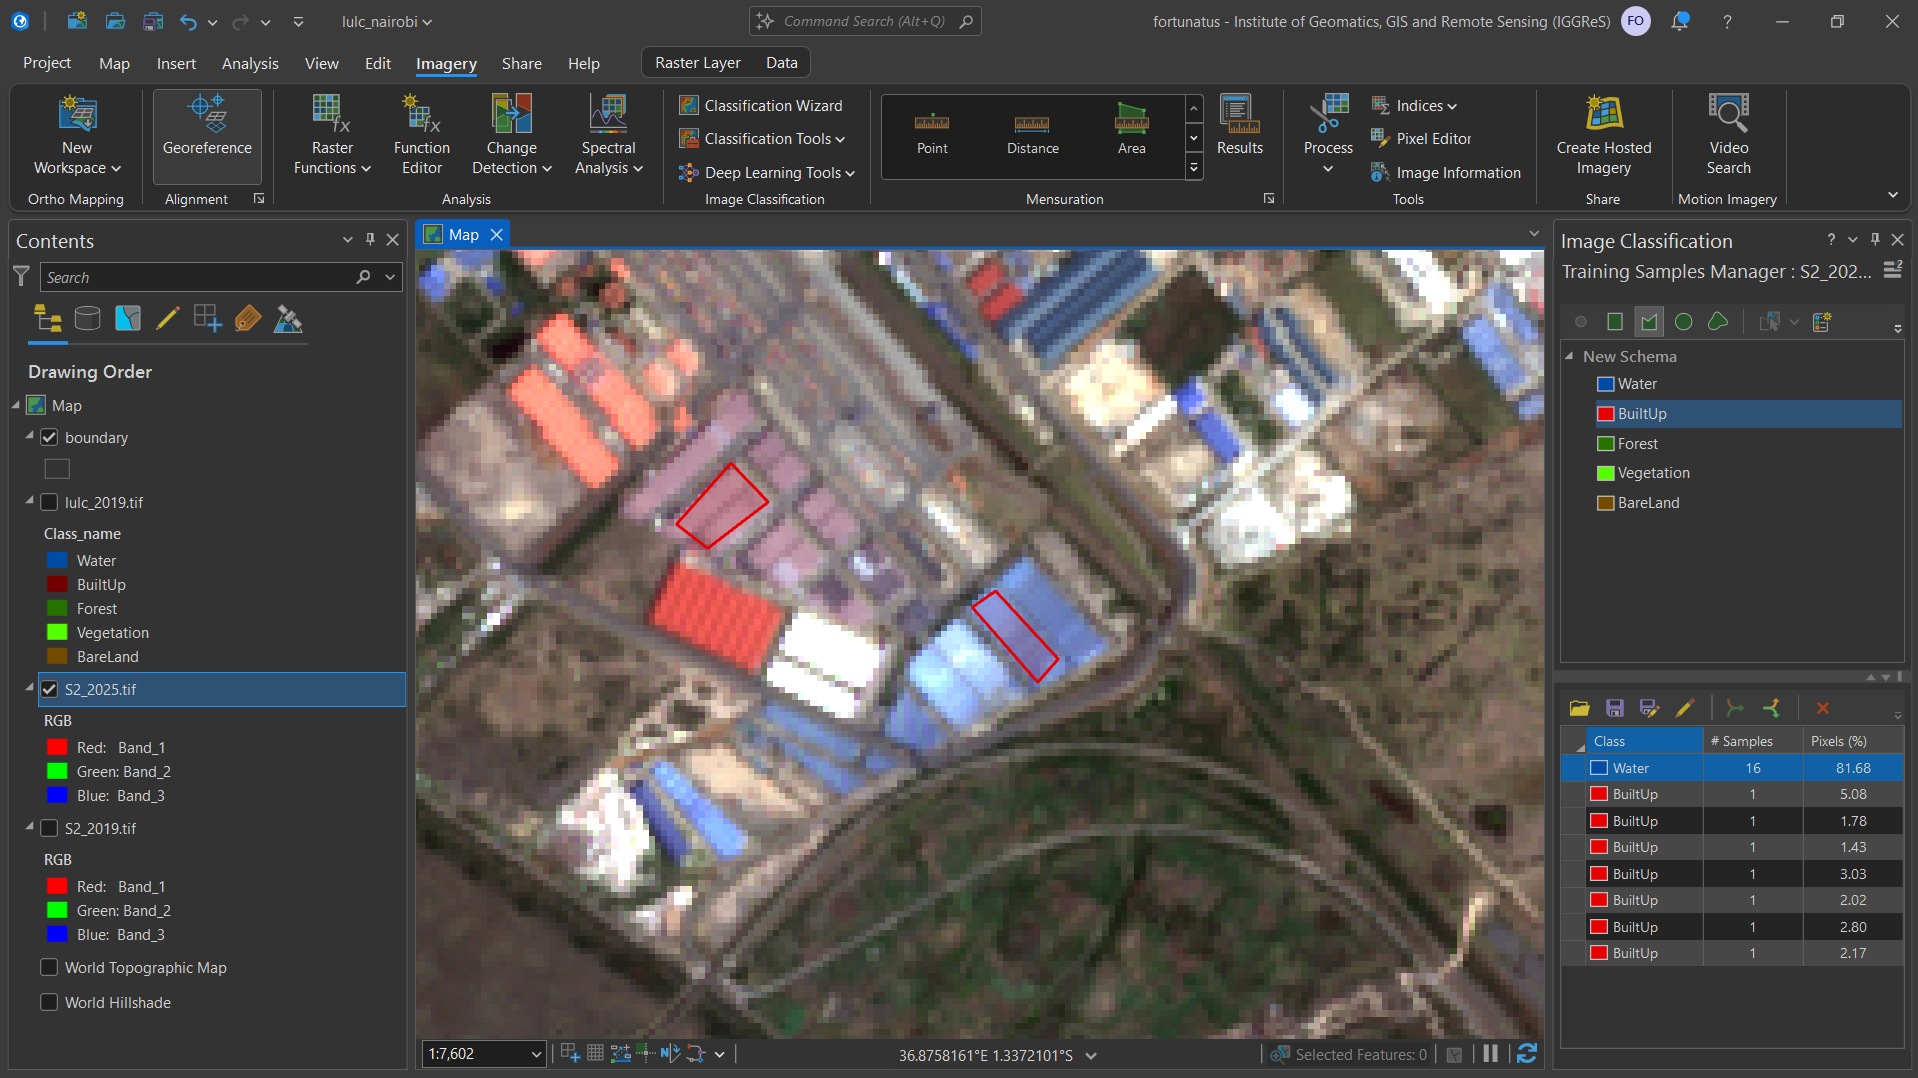 lulc_nairobi
Command Search (Alt+Q)
fortunatus - Institute of Geomatics, GIS and Remote Sensing (IGGReS)
FO
?
Project
Map
Insert
Analysis
View
Edit
Imagery
Share
Help
Raster Layer
Data
New
Workspace
Ortho Mapping
Georeference
Alignment
Raster
Functions
Function
Editor
Change
Detection
Spectral
Analysis
Analysis
Classification Wizard
Classification Tools
Deep Learning Tools
Image Classification
Point
Distance
Area
Results
Mensuration
Process
Indices
Pixel Editor
Image Information
Tools
Create Hosted
Imagery
Share
Video
Search
Motion Imagery
Contents
Search
Drawing Order
Map
boundary
lulc_2019.tif
Class_name
Water
BuiltUp
Forest
Vegetation
BareLand
S2_2025.tif
RGB
Red: Band_1
Green: Band_2
Blue: Band_3
S2_2019.tif
RGB
Red: Band_1
Green: Band_2
Blue: Band_3
World Topographic Map
World Hillshade
Map
1:7,602
36.8758161°E 1.3372101°S
Selected Features: 0
Image Classification
?
Training Samples Manager : S2_202...
New Schema
Water
BuiltUp
Forest
Vegetation
BareLand
Class # Samples Pixels (%)
Water 16 81.68
BuiltUp 1 5.08
BuiltUp 1 1.78
BuiltUp 1 1.43
BuiltUp 1 3.03
BuiltUp 1 2.02
BuiltUp 1 2.80
BuiltUp 1 2.17